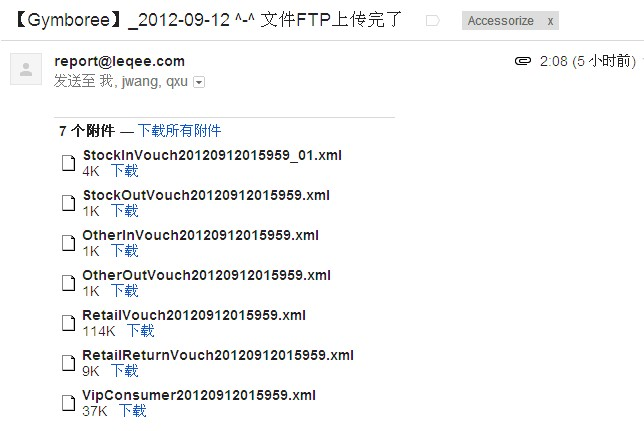 【Gymboree】_2012-09-12 ^-^ 文件FTP上传完了 Accessorize x
report@leqee.com 2:08 (5 小时前)
发送至 我, jwang, qxu
7 个附件 — 下载所有附件
StockInVouch20120912015959_01.xml
4K 下载
StockOutVouch20120912015959.xml
1K 下载
OtherInVouch20120912015959.xml
1K 下载
OtherOutVouch20120912015959.xml
1K 下载
RetailVouch20120912015959.xml
114K 下载
RetailReturnVouch20120912015959.xml
9K 下载
VipConsumer20120912015959.xml
37K 下载